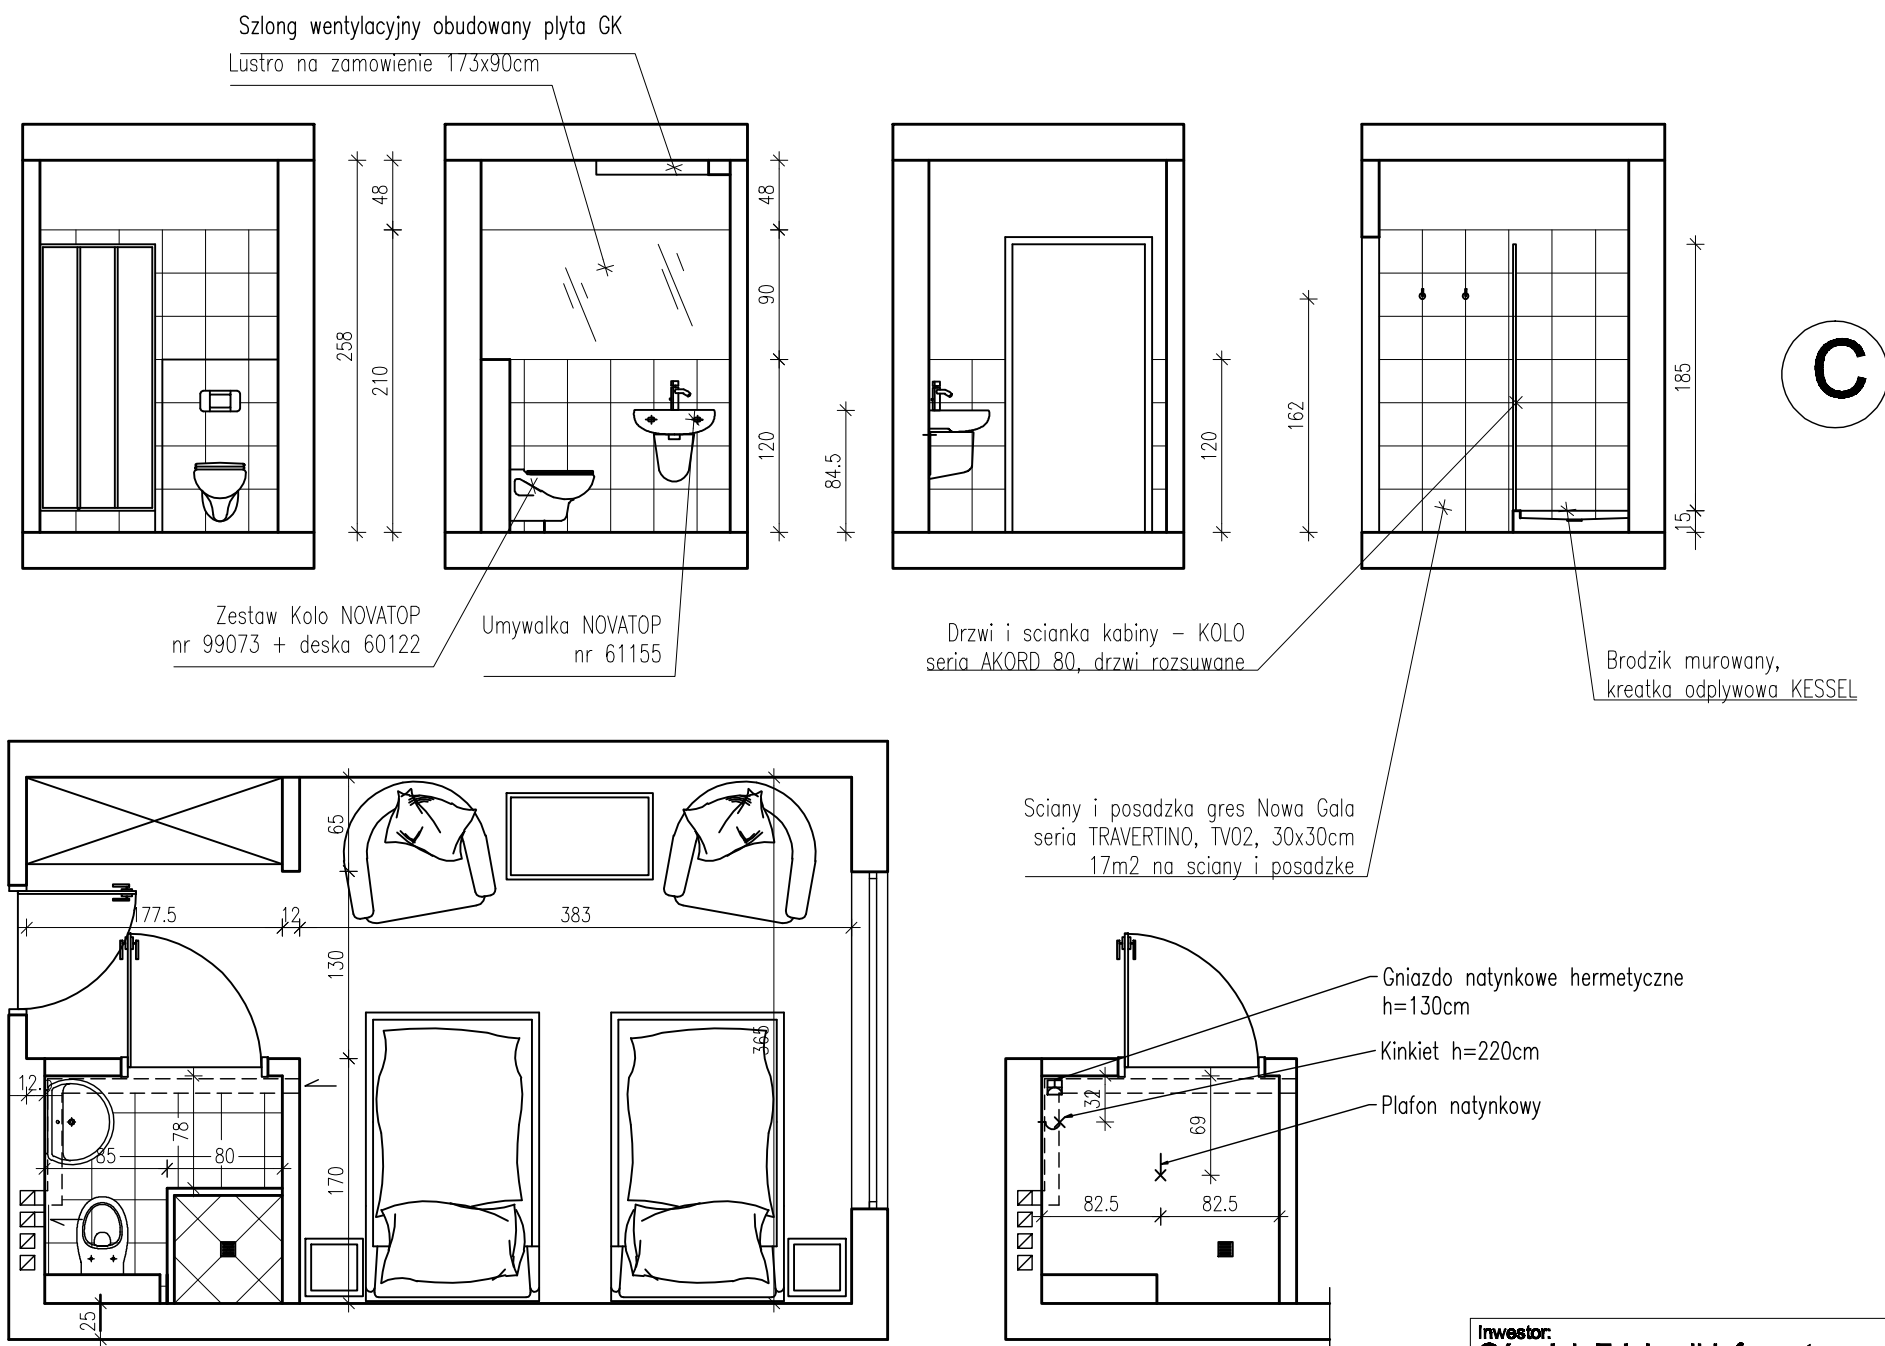 Szlong wentylacyjny obudowany plyta GK
Lustro na zamowienie 173x90cm
258
48
210
48
90
120
84.5
120
162
185
15
C
Zestaw Kolo NOVATOP
nr 99073 + deska 60122
Umywalka NOVATOP
nr 61155
Drzwi i scianka kabiny – KOLO
seria AKORD 80, drzwi rozsuwane
Brodzik murowany,
kreatka odplywowa KESSEL
Sciany i posadzka gres Nowa Gala
seria TRAVERTINO, TV02, 30x30cm
17m2 na sciany i posadzke
65
177.5
12
383
130
365
78
85
80
170
25
Gniazdo natynkowe hermetyczne
h=130cm
Kinkiet h=220cm
Plafon natynkowy
32
69
82.5
82.5
Inwestor: